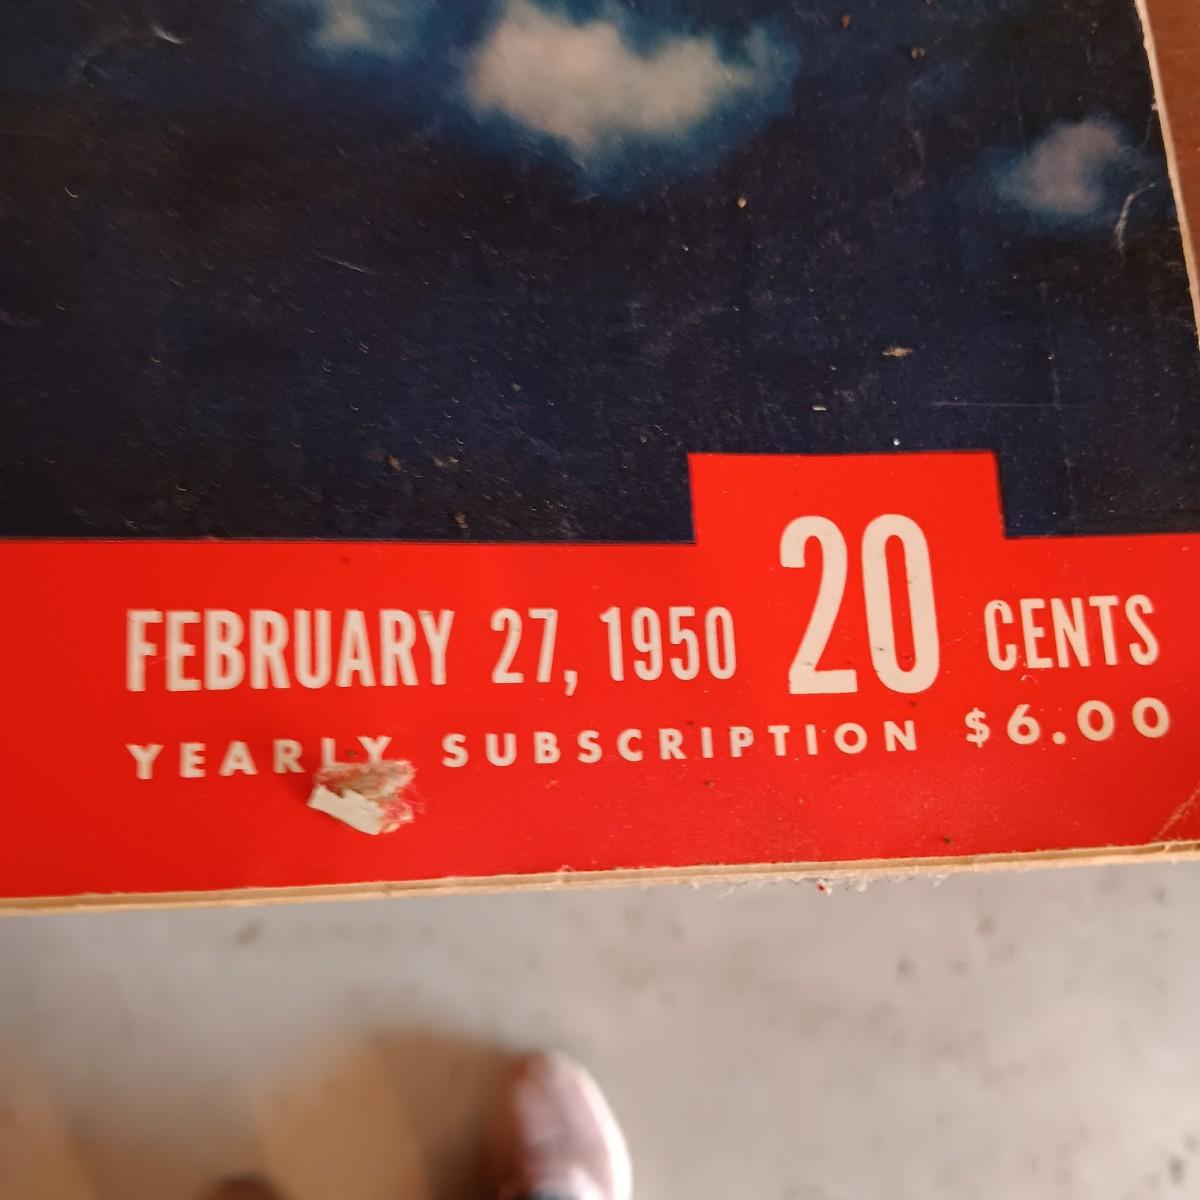 FEBRUARY 27, 1950 20 CENTS
YEARLY SUBSCRIPTION $6.00